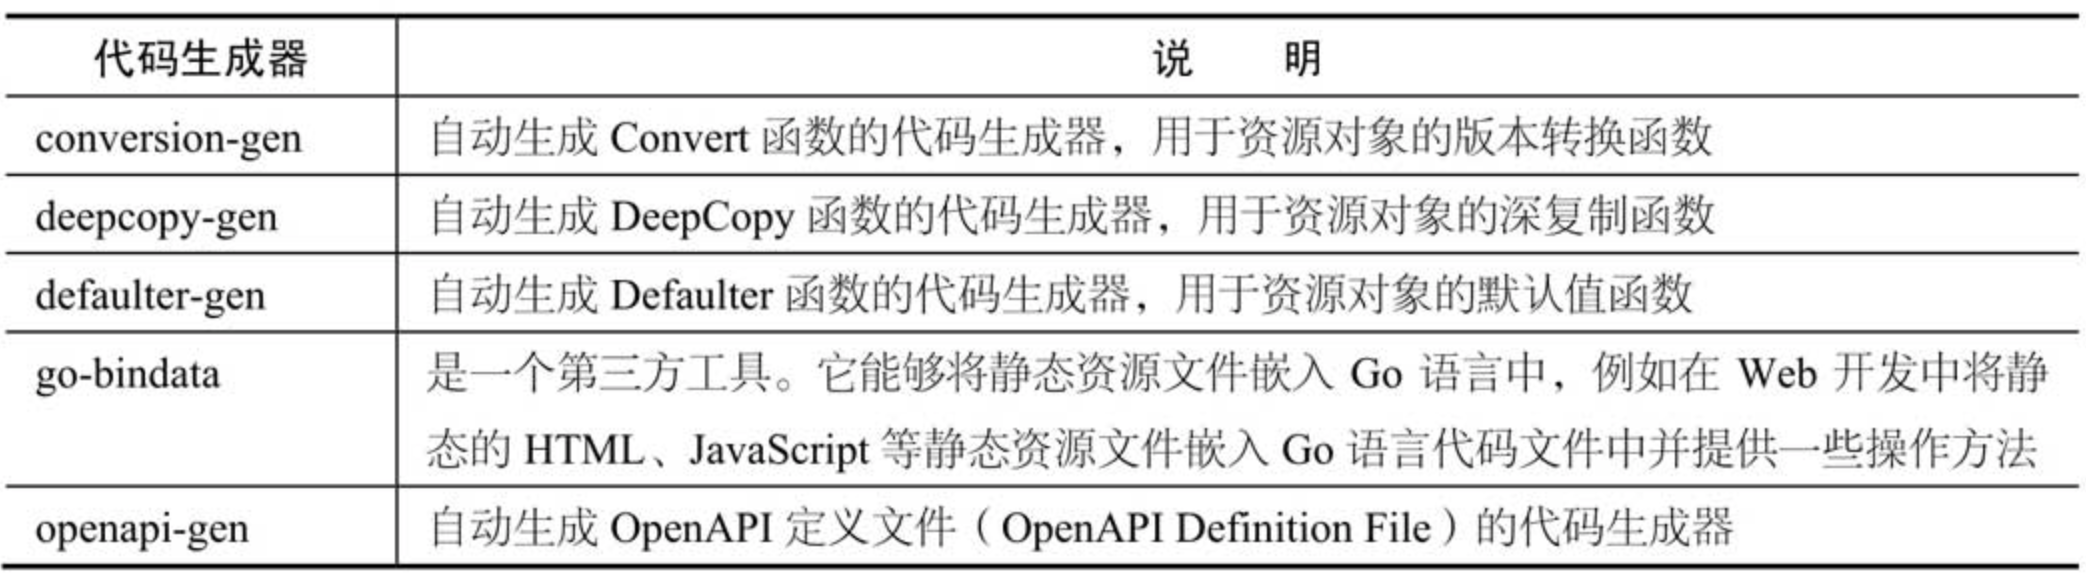 代码生成器 说 明
conversion-gen 自动生成 Convert 函数的代码生成器，用于资源对象的版本转换函数
deepcopy-gen 自动生成 DeepCopy 函数的代码生成器，用于资源对象的深复制函数
defaulter-gen 自动生成 Defaulter 函数的代码生成器，用于资源对象的默认值函数
go-bindata 是一个第三方工具。它能够将静态资源文件嵌入 Go 语言中，例如在 Web 开发中将静
态的 HTML、JavaScript 等静态资源文件嵌入 Go 语言代码文件中并提供一些操作方法
openapi-gen 自动生成 OpenAPI 定义文件（OpenAPI Definition File）的代码生成器